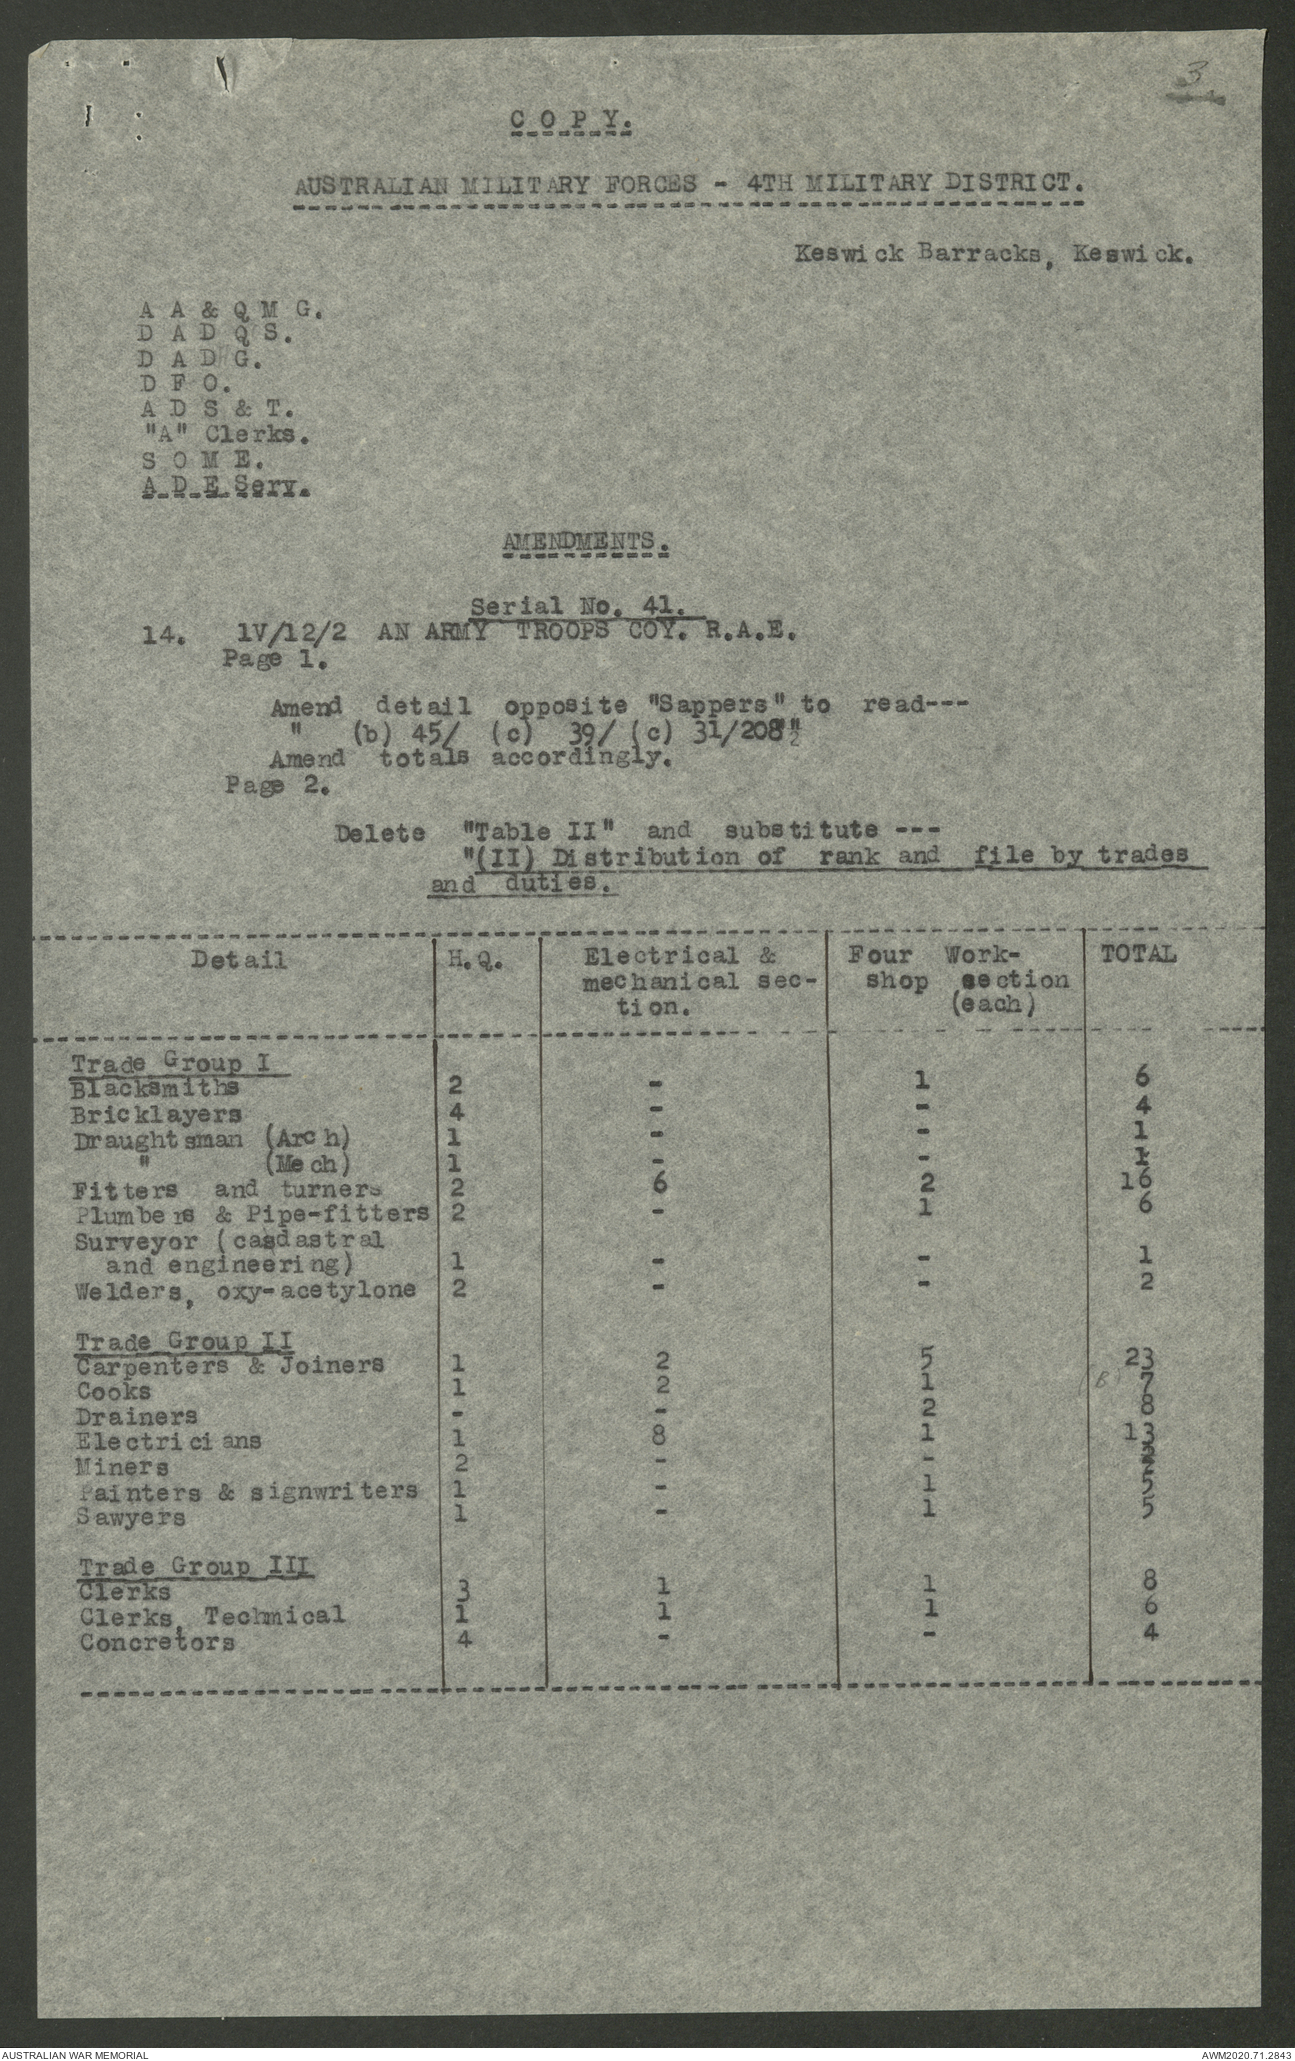 3
C O P Y.
AUSTRALIAN MILITARY FORCES - 4TH MILITARY DISTRICT.
Keswick Barracks, Keswick.
A A & Q M G.
D A D Q S.
D A D G.
D F O.
A D S & T.
"A" Clerks.
S O M E.
A D E Serv.
AMENDMENTS.
Serial No. 41.
14. 1V/12/2 AN ARMY TROOPS COY. R.A.E.
Page 1.
Amend detail opposite "Sappers" to read---
" (b) 45/ (c) 39/ (c) 31/208"
Amend totals accordingly.
Page 2.
Delete "Table II" and substitute ---
"(II) Distribution of rank and file by trades
and duties.
Detail H.Q. Electrical & Four Work- TOTAL
mechanical sec- shop section
tion. (each)
Trade Group I
Blacksmiths 2 - 1 6
Bricklayers 4 - - 4
Draughtsman (Arch) 1 - - 1
" (Mech) 1 - - 1
Fitters and turners 2 6 2 16
Plumbers & Pipe-fitters 2 - 1 6
Surveyor (casdastral
and engineering) 1 - - 1
Welders, oxy-acetylone 2 - - 2
Trade Group II
Carpenters & Joiners 1 2 5 23
Cooks 1 2 1 (B) 7
Drainers - - 2 8
Electricians 1 8 1 13
Miners 2 - - 2
Painters & signwriters 1 - 1 5
Sawyers 1 - 1 5
Trade Group III
Clerks 3 1 1 8
Clerks, Technical 1 1 1 6
Concretors 4 - - 4
AUSTRALIAN WAR MEMORIAL AWM2020.71.2843